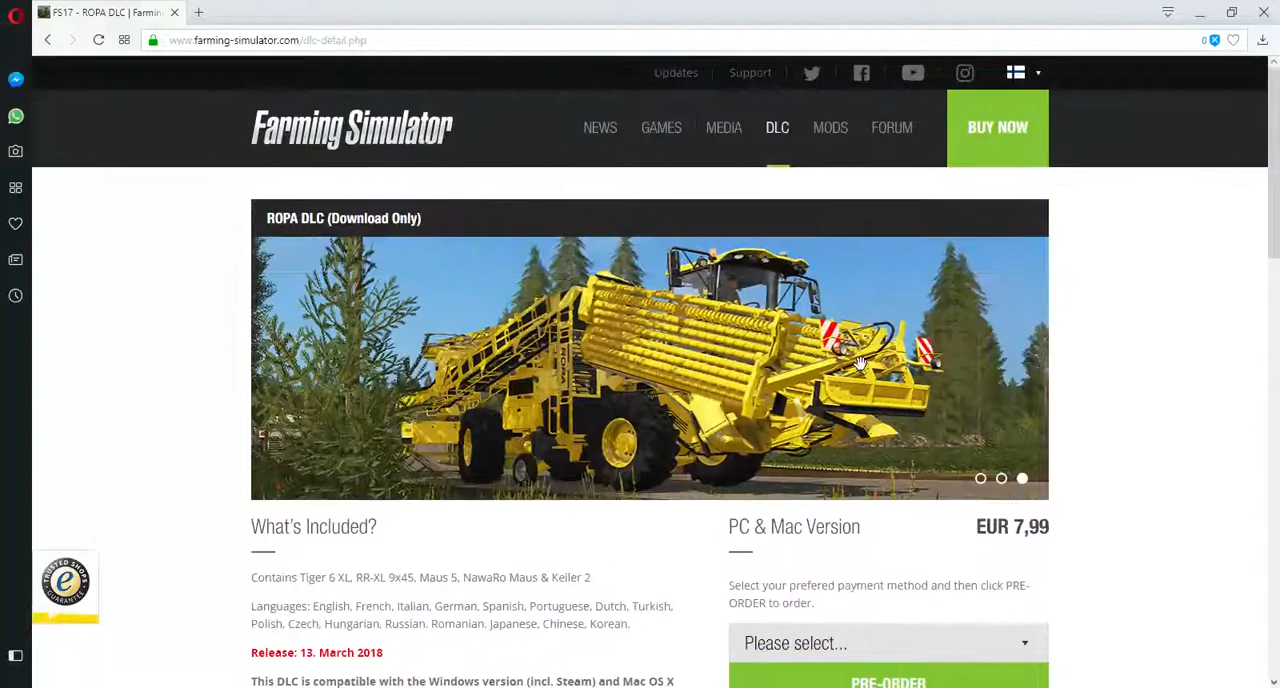 FS17 - ROPA DLC | Farmin
www.farming-simulator.com/dlc-detail.php
0
Updates
Support
Farming Simulator
NEWS
GAMES
MEDIA
DLC
MODS
FORUM
BUY NOW
ROPA DLC (Download Only)
What's Included?
PC & Mac Version
EUR 7,99
Contains Tiger 6 XL, RR-XL 9x45, Maus 5, NawaRo Maus & Keiler 2
Select your prefered payment method and then click PRE-
ORDER to order.
Languages: English, French, Italian, German, Spanish, Portuguese, Dutch, Turkish,
Polish, Czech, Hungarian, Russian. Romanian. Japanese, Chinese, Korean.
Please select...
Release: 13. March 2018
This DLC is compatible with the Windows version (incl. Steam) and Mac OS X
PRE-ORDER
TRUSTED SHOPS
e
GUARANTEE